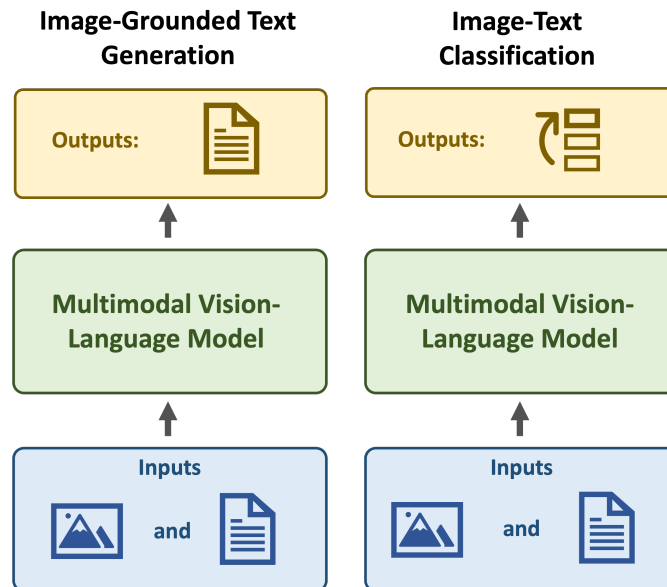 Image-Grounded Text
Generation
Outputs:
Multimodal Vision-
Language Model
Inputs
and
Image-Text
Classification
Outputs:
Multimodal Vision-
Language Model
Inputs
and